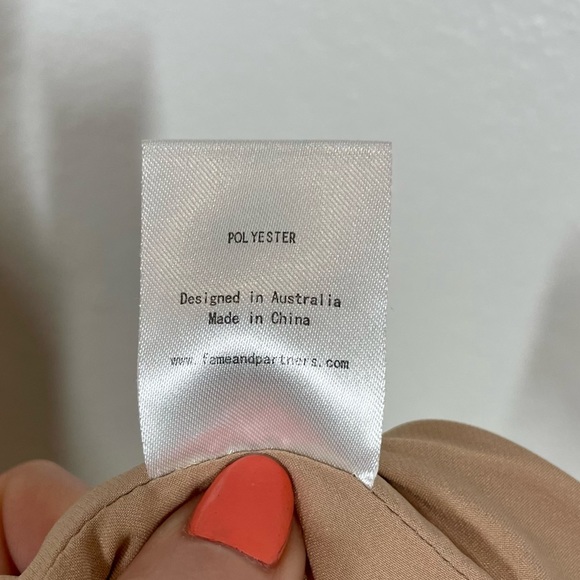 POLYESTER
Designed in Australia
Made in China
www.fameandpartners.com